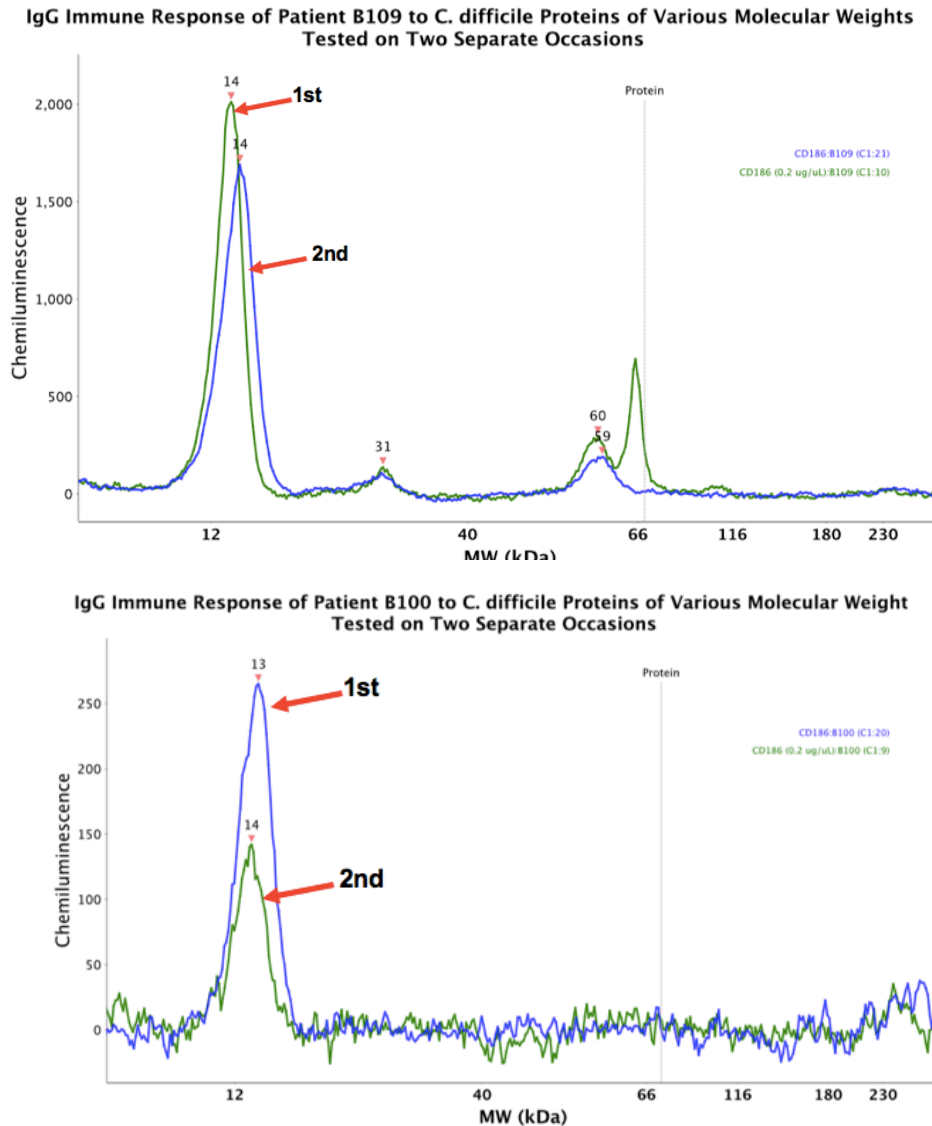 IgG Immune Response of Patient B109 to C. difficile Proteins of Various Molecular Weights
Tested on Two Separate Occasions
14
1st
Protein
2,000
14
CD186:B109 (C1:21)
CD186 (0.2 ug/uL):B109 (C1:10)
1,500
2nd
1,000
Chemiluminescence
500
60
59
31
0
12 40 66 116 180 230
MW (kDa)
IgG Immune Response of Patient B100 to C. difficile Proteins of Various Molecular Weight
Tested on Two Separate Occasions
13
1st
Protein
250
CD186:B100 (C1:20)
CD186 (0.2 ug/uL):B100 (C1:9)
200
150
14
2nd
100
Chemiluminescence
50
0
12 40 66 116 180 230
MW (kDa)